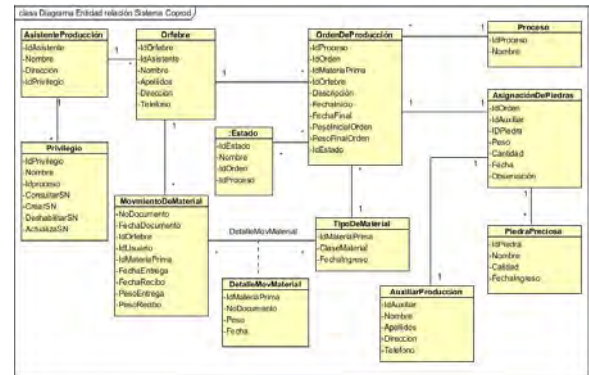 class Diagrama Entidad relación Sistema Coprod
AsistenteProducción
-IdAsistente
-Nombre
-Dirección
-IdPrivilegio
Orfebre
-IdOrfebre
-IdAsistente
-Nombre
-Apellidos
-Dirección
-Telefono
OrdenDeProducción
-IdProceso
-IdOrden
-IdMateriaPrima
-IdOrfebre
-Descripción
-FechaInicio
-FechaFinal
-PesoInicialOrden
-PesoFinalOrden
-IdEstado
Proceso
-IdProceso
-Nombre
AsignaciónDePiedras
-IdOrden
-IdAuxiliar
-IDPiedra
-Peso
-Cantidad
-Fecha
-Observación
Privilegio
-IdPrivilegio
-Nombre
-Idproceso
-ConsultarSN
-CrearSN
-DeshabilitarSN
-ActualizaSN
:Estado
-IdEstado
-Nombre
-IdOrden
-IdProceso
MovmientoDeMaterial
-NoDocumento
-FechaDocumento
-IdOrfebre
-IdUsuario
-IdMateriaPrima
-FechaEntrega
-FechaRecibo
-PesoEntrega
-PesoRecibo
DetalleMovMaterial
TipoDeMaterial
-IdMateriaPrima
-ClaseMaterial
-FechaIngreso
PiedraPreciosa
-IdPiedra
-Nombre
-Calidad
-FechaIngreso
DetalleMovMaterial
-IdMateriaPrima
-NoDocumento
-Peso
-Fecha
AuxiliarProduccion
-IdAuxiliar
-Nombre
-Apellidos
-Direccion
-Telefono